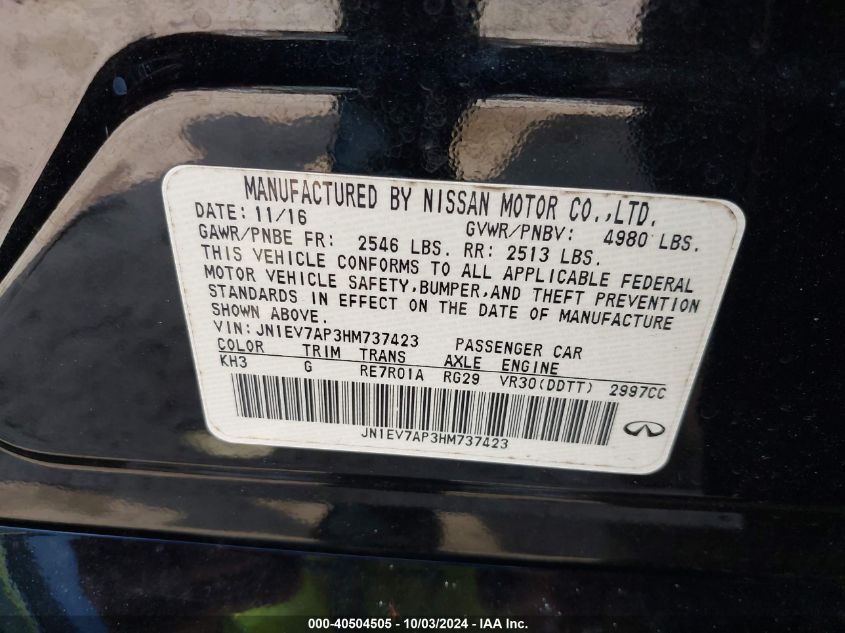 MANUFACTURED BY NISSAN MOTOR CO.,LTD.
DATE: 11/16 GVWR/PNBV: 4980 LBS.
GAWR/PNBE FR: 2546 LBS. RR: 2513 LBS.
THIS VEHICLE CONFORMS TO ALL APPLICABLE FEDERAL
MOTOR VEHICLE SAFETY,BUMPER,AND THEFT PREVENTION
STANDARDS IN EFFECT ON THE DATE OF MANUFACTURE
SHOWN ABOVE.
VIN:JN1EV7AP3HM737423 PASSENGER CAR
COLOR TRIM TRANS AXLE ENGINE
KH3 G RE7R01A RG29 VR30(DDTT) 2997CC
JN1EV7AP3HM737423
000-40504505 - 10/03/2024 - IAA Inc.